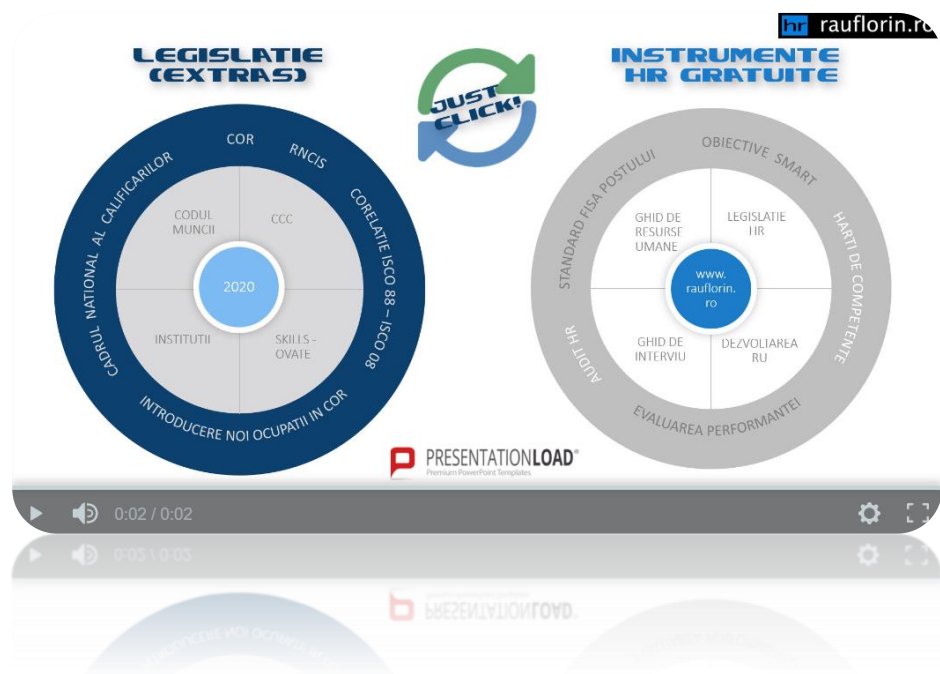 hr rauflorin.ro
LEGISLATIE
(EXTRAS)
JUST
CLICK!
INSTRUMENTE
HR GRATUITE
CADRUL NATIONAL AL CALIFICARILOR
COR
RNCIS
CORELATIE ISCO 88 – ISCO 08
INTRODUCERE NOI OCUPATII IN COR
CODUL
MUNCII
CCC
2020
INSTITUTII
SKILLS -
OVATE
STANDARD FISA POSTULUI
OBIECTIVE SMART
HARTI DE COMPETENTE
EVALUAREA PERFORMANTEI
AUDIT HR
GHID DE
RESURSE
UMANE
LEGISLATIE
HR
www.
rauflorin.
ro
GHID DE
INTERVIU
DEZVOLTAREA
RU
PRESENTATIONLOAD®
Premium PowerPoint Templates
0:02 / 0:02